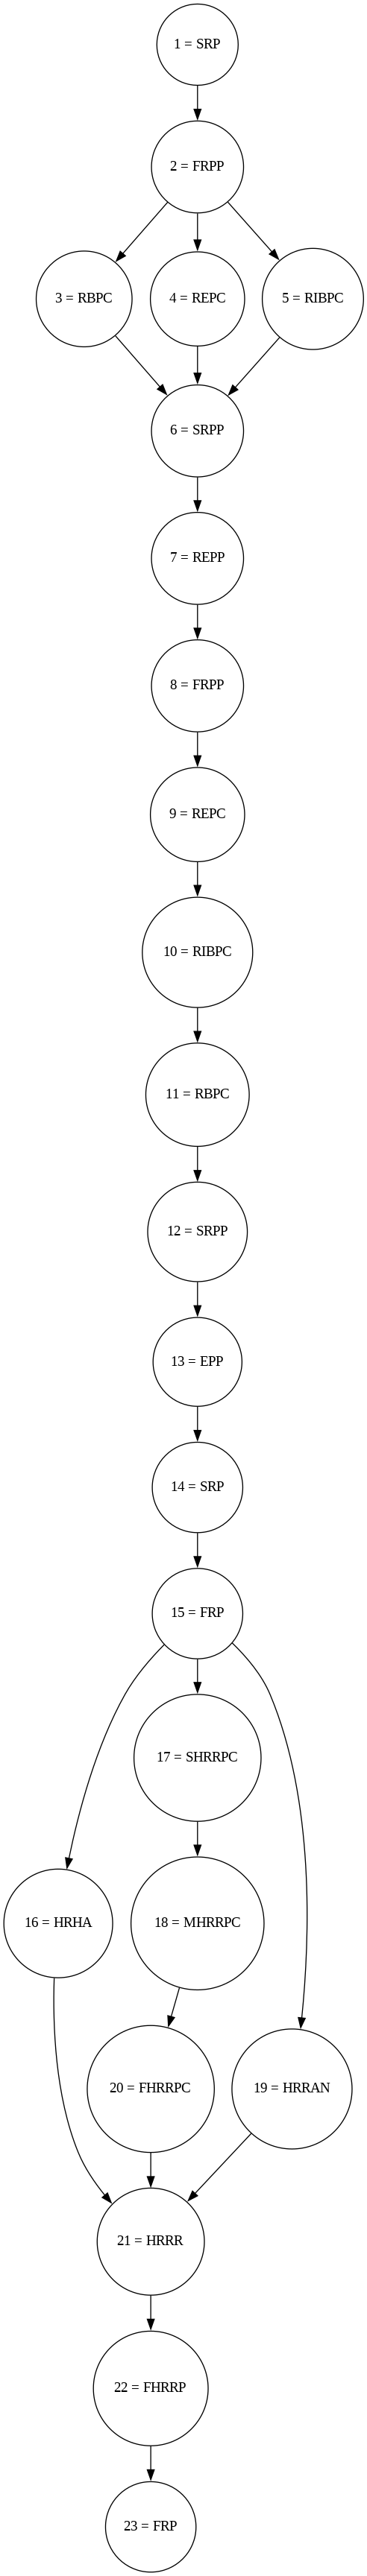 1 = SRP
2 = FRPP
3 = RBPC
4 = REPC
5 = RIBPC
6 = SRPP
7 = REPP
8 = FRPP
9 = REPC
10 = RIBPC
11 = RBPC
12 = SRPP
13 = EPP
14 = SRP
15 = FRP
17 = SHRRPC
16 = HRHA
18 = MHRRPC
20 = FHRRPC
19 = HRRAN
21 = HRRR
22 = FHRRP
23 = FRP